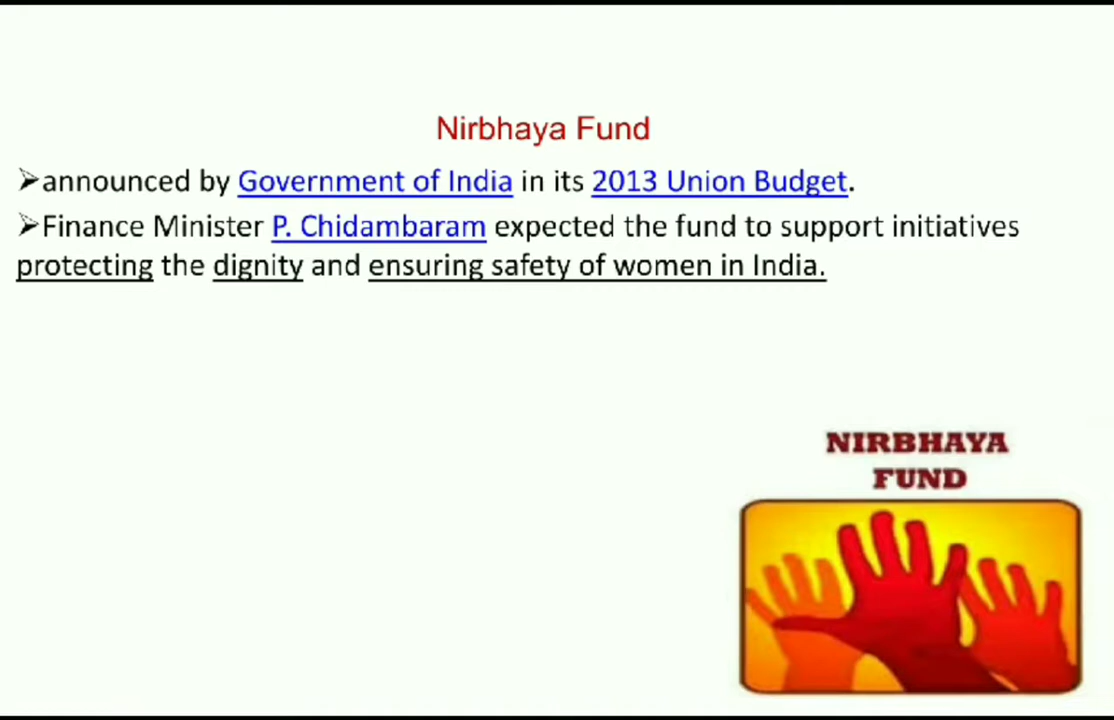 Nirbhaya Fund
➢announced by Government of India in its 2013 Union Budget.
➢Finance Minister P. Chidambaram expected the fund to support initiatives
protecting the dignity and ensuring safety of women in India.
NIRBHAYA
FUND